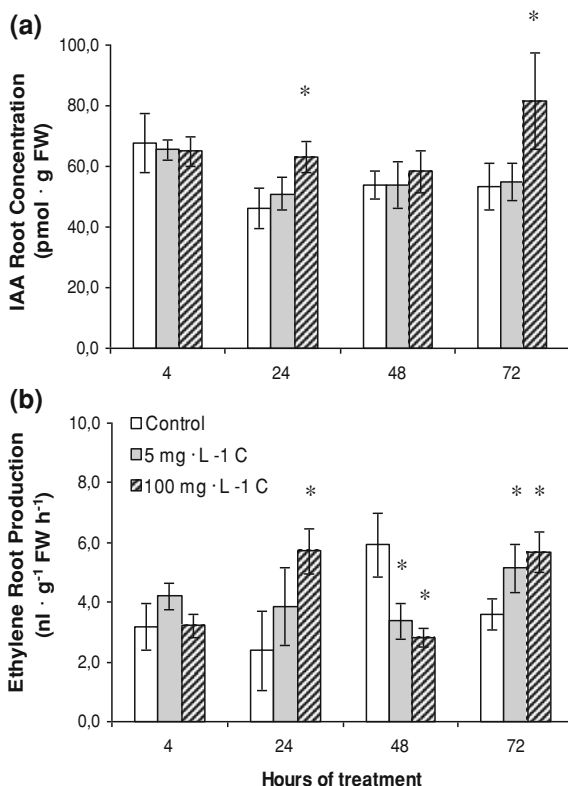 (a)
IAA Root Concentration
(pmol · g FW)
100,0
80,0
60,0
40,0
20,0
0,0
*
*
4 24 48 72
(b)
Ethylene Root Production
(nl · g-1 FW h-1)
10,0
8,0
6,0
4,0
2,0
0,0
Control
5 mg · L -1 C
100 mg · L -1 C
*
*
*
* *
4 24 48 72
Hours of treatment